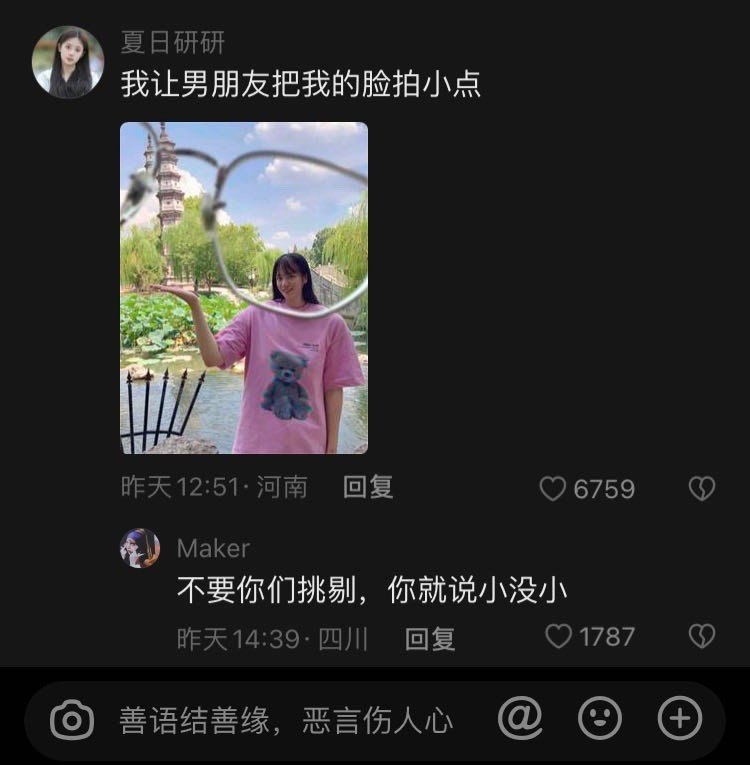 夏日研研
我让男朋友把我的脸拍小点
昨天12:51·河南 回复 6759
Maker
不要你们挑剔，你就说小没小
昨天14:39·四川 回复 1787
善语结善缘，恶言伤人心 @